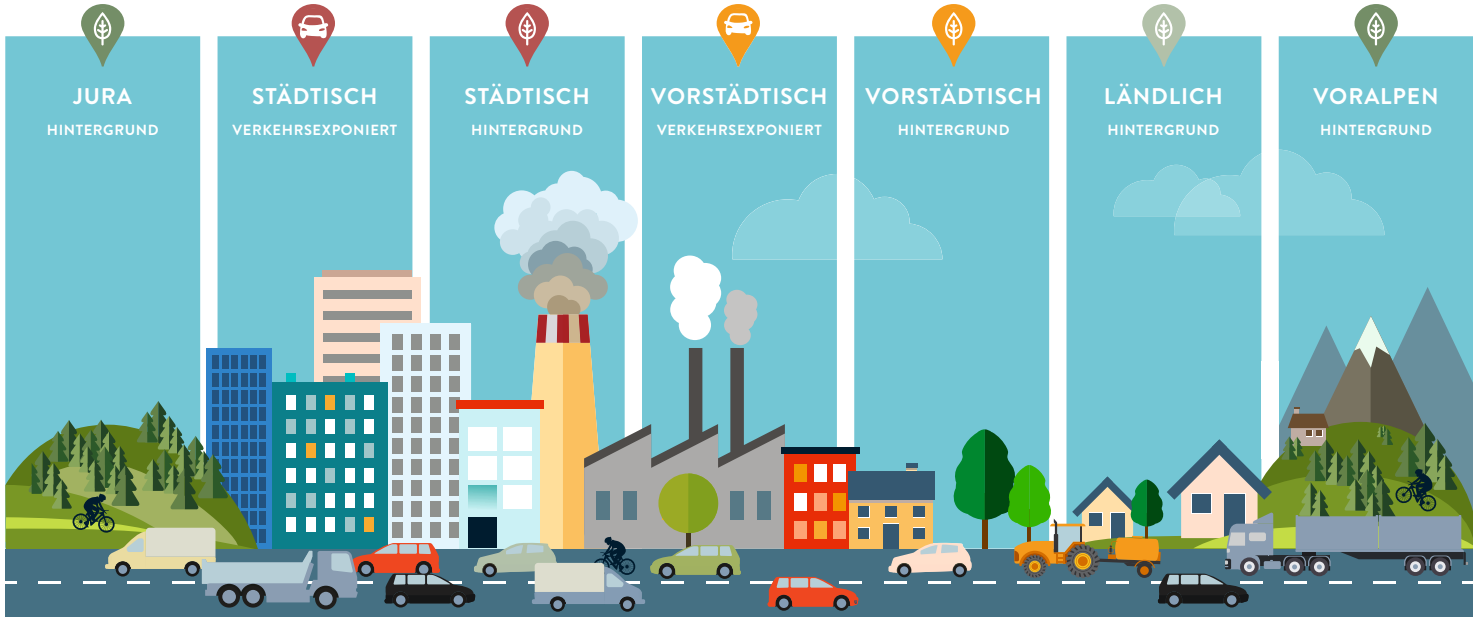 JURA
HINTERGRUND
STÄDTISCH
VERKEHRSEXPONIERT
STÄDTISCH
HINTERGRUND
VORSTÄDTISCH
VERKEHRSEXPONIERT
VORSTÄDTISCH
HINTERGRUND
LÄNDLICH
HINTERGRUND
VORALPEN
HINTERGRUND